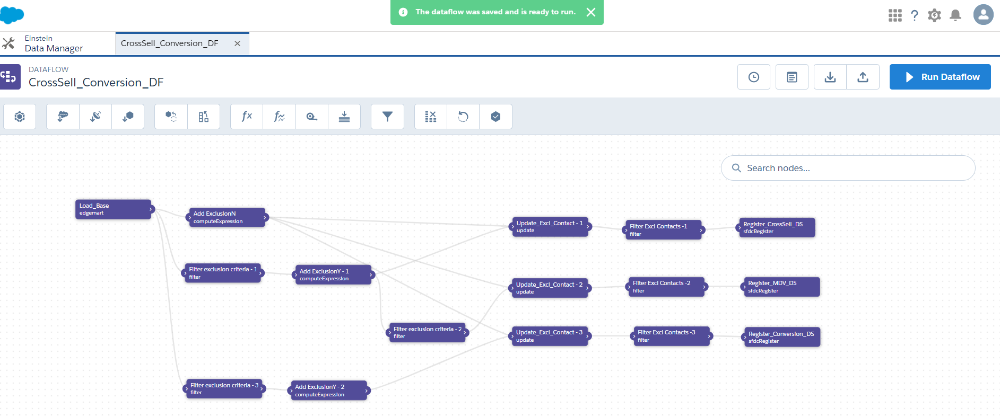 The dataflow was saved and is ready to run.
Einstein
Data Manager
CrossSell_Conversion_DF
DATAFLOW
CrossSell_Conversion_DF
Run Dataflow
fx
f
Search nodes...
Load_Base
edgemart
Add ExclusionN
computeExpression
Update_Excl_Contact - 1
update
Filter Excl Contacts -1
filter
Register_CrossSell_DS
sfdcRegister
Filter exclusion criteria - 1
filter
Add ExclusionY - 1
computeExpression
Update_Excl_Contact - 2
update
Filter Excl Contacts -2
filter
Register_MDV_DS
sfdcRegister
Filter exclusion criteria - 2
filter
Update_Excl_Contact - 3
update
Filter Excl Contacts -3
filter
Register_Conversion_DS
sfdcRegister
Filter exclusion criteria - 3
filter
Add ExclusionY - 2
computeExpression